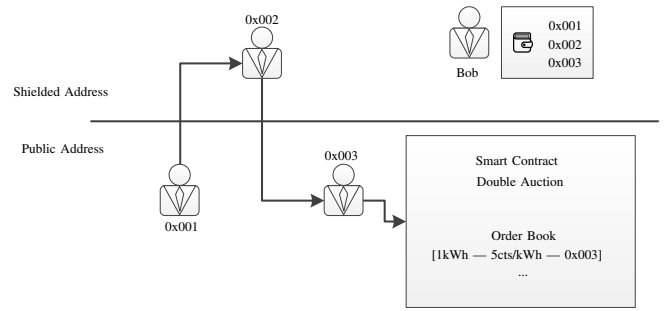 0x002
Bob
0x001
0x002
0x003
Shielded Address
Public Address
0x001
0x003
Smart Contract
Double Auction
Order Book
[1kWh — 5cts/kWh — 0x003]
...